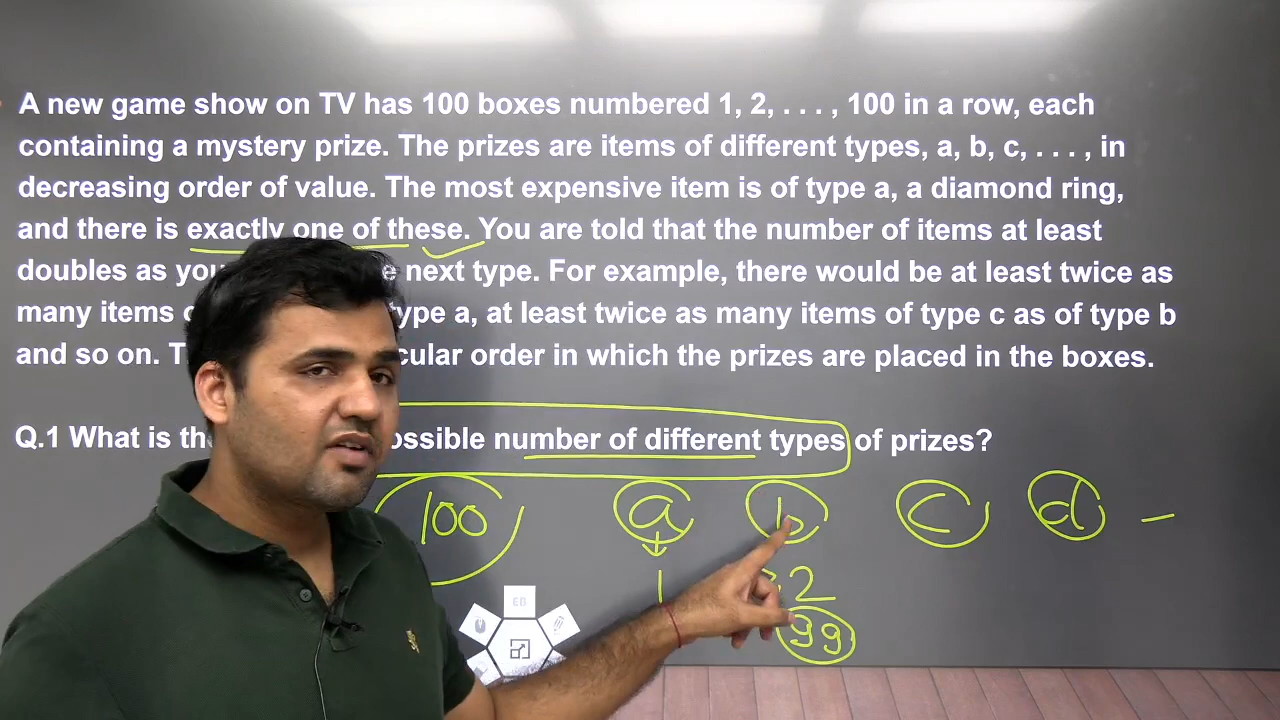 A new game show on TV has 100 boxes numbered 1, 2, . . . , 100 in a row, each
containing a mystery prize. The prizes are items of different types, a, b, c, . . . , in
decreasing order of value. The most expensive item is of type a, a diamond ring,
and there is exactly one of these. You are told that the number of items at least
doubles as you next type. For example, there would be at least twice as
many items type a, at least twice as many items of type c as of type b
and so on. order in which the prizes are placed in the boxes.
Q.1 What is number of different types of prizes?
100 a b c d –
1 2
99